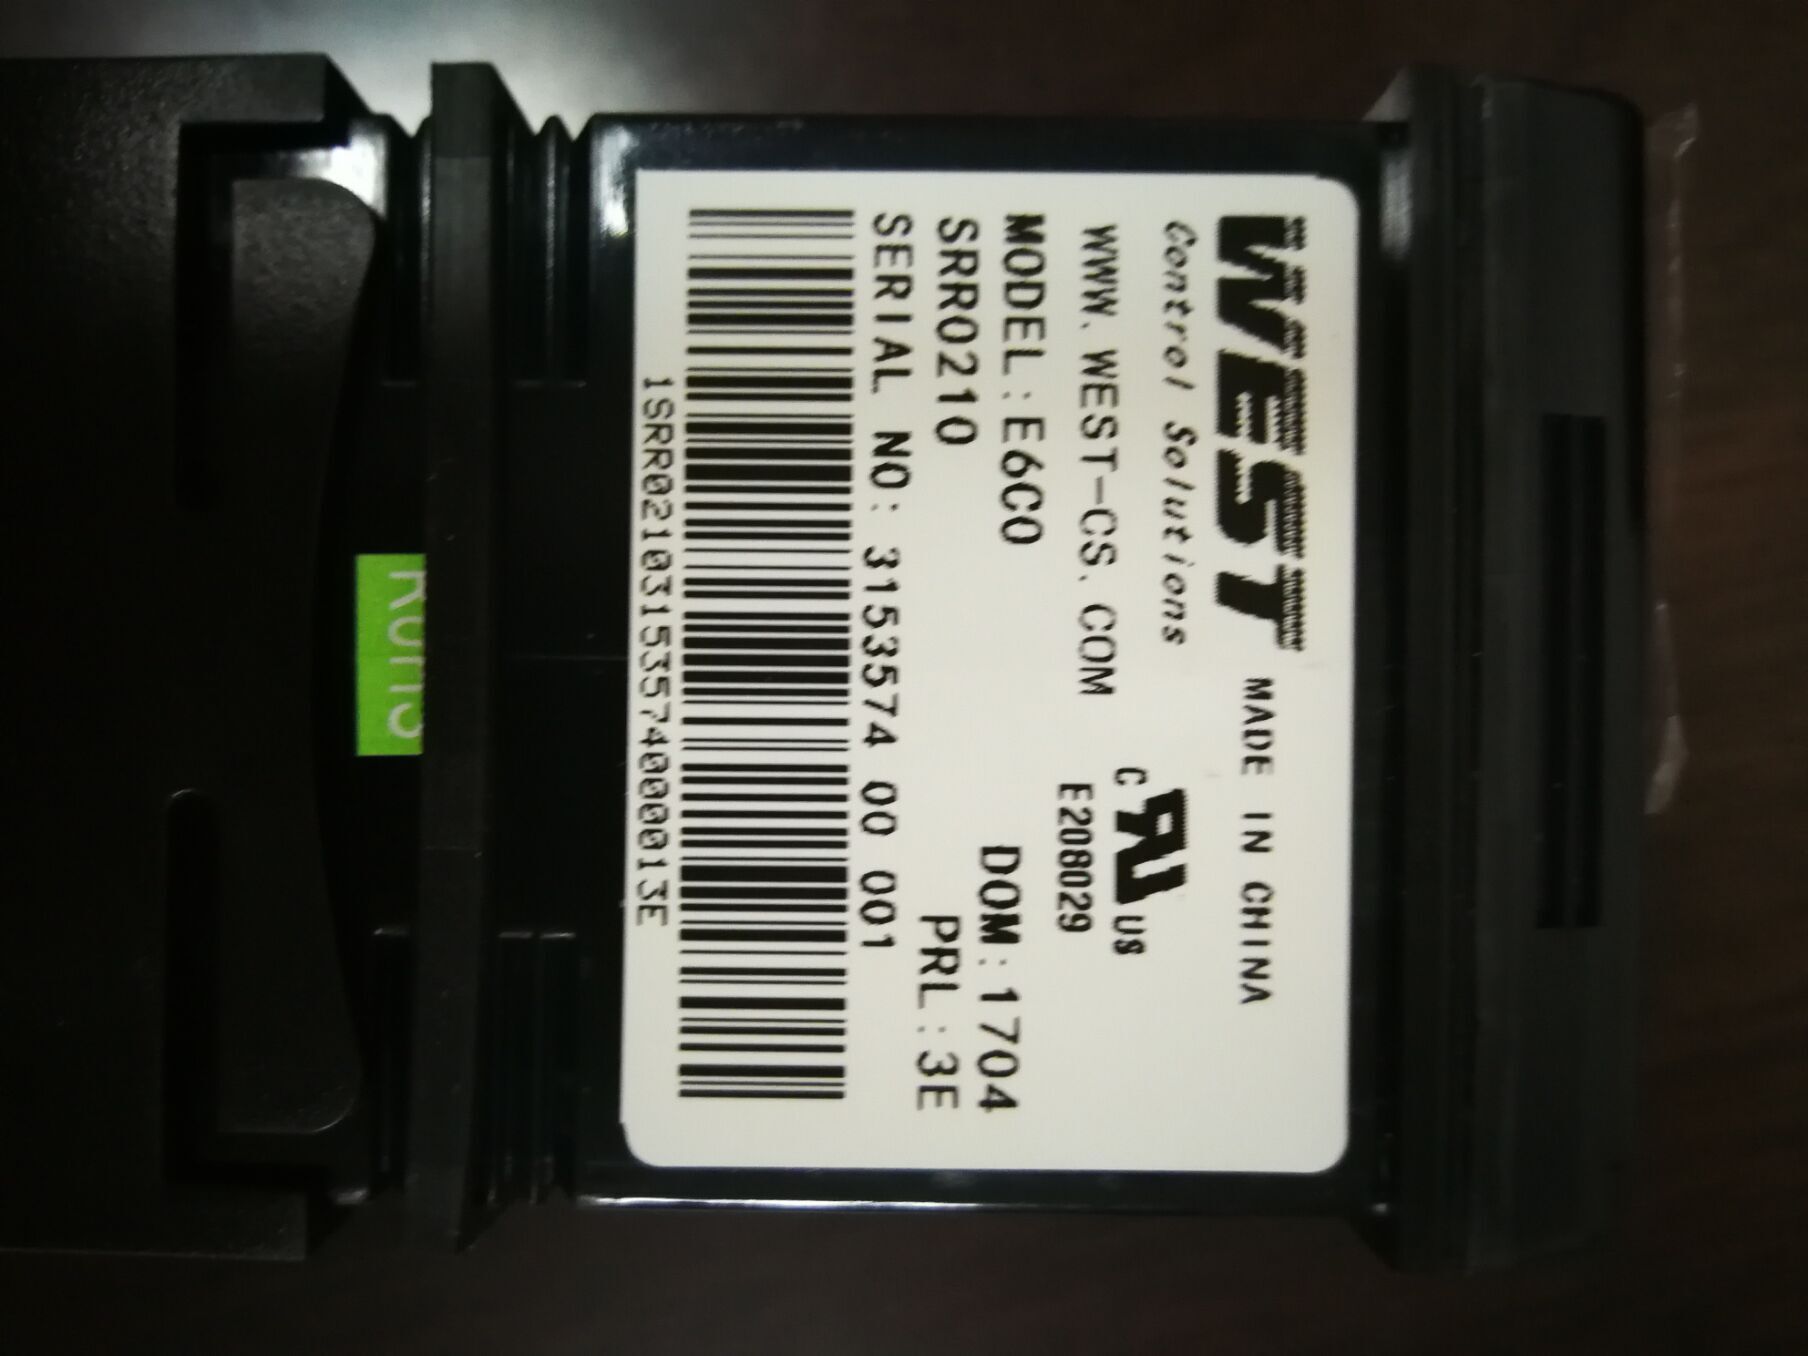 WEST MADE IN CHINA
Control Solutions
C US
WWW.WEST-CS.COM
E208029
MODEL:E6C0
DOM:1704
SRR0210
PRL:3E
SERIAL NO: 3153574 00 001
1SRR0210315357400000013E
RoHS